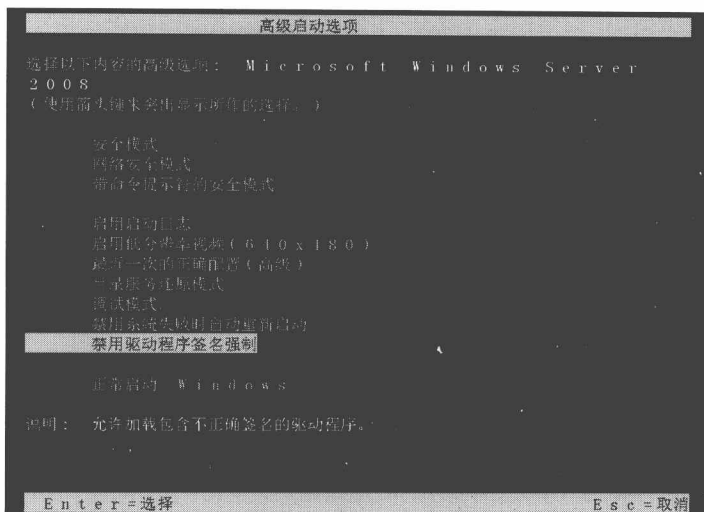 高级启动选项
选择以下内容的高级选项： Microsoft Windows Server
2008
（使用箭头键来突出显示所作的选择。）
安全模式
网络安全模式
带命令提示符的安全模式
启用启动日志
启用低分辨率视频（640x480）
最近一次的正确配置（高级）
目录服务还原模式
调试模式
禁用系统失败时自动重新启动
禁用驱动程序签名强制
正常启动 Windows
说明： 允许加载包含不正确签名的驱动程序。
Enter=选择 Esc=取消